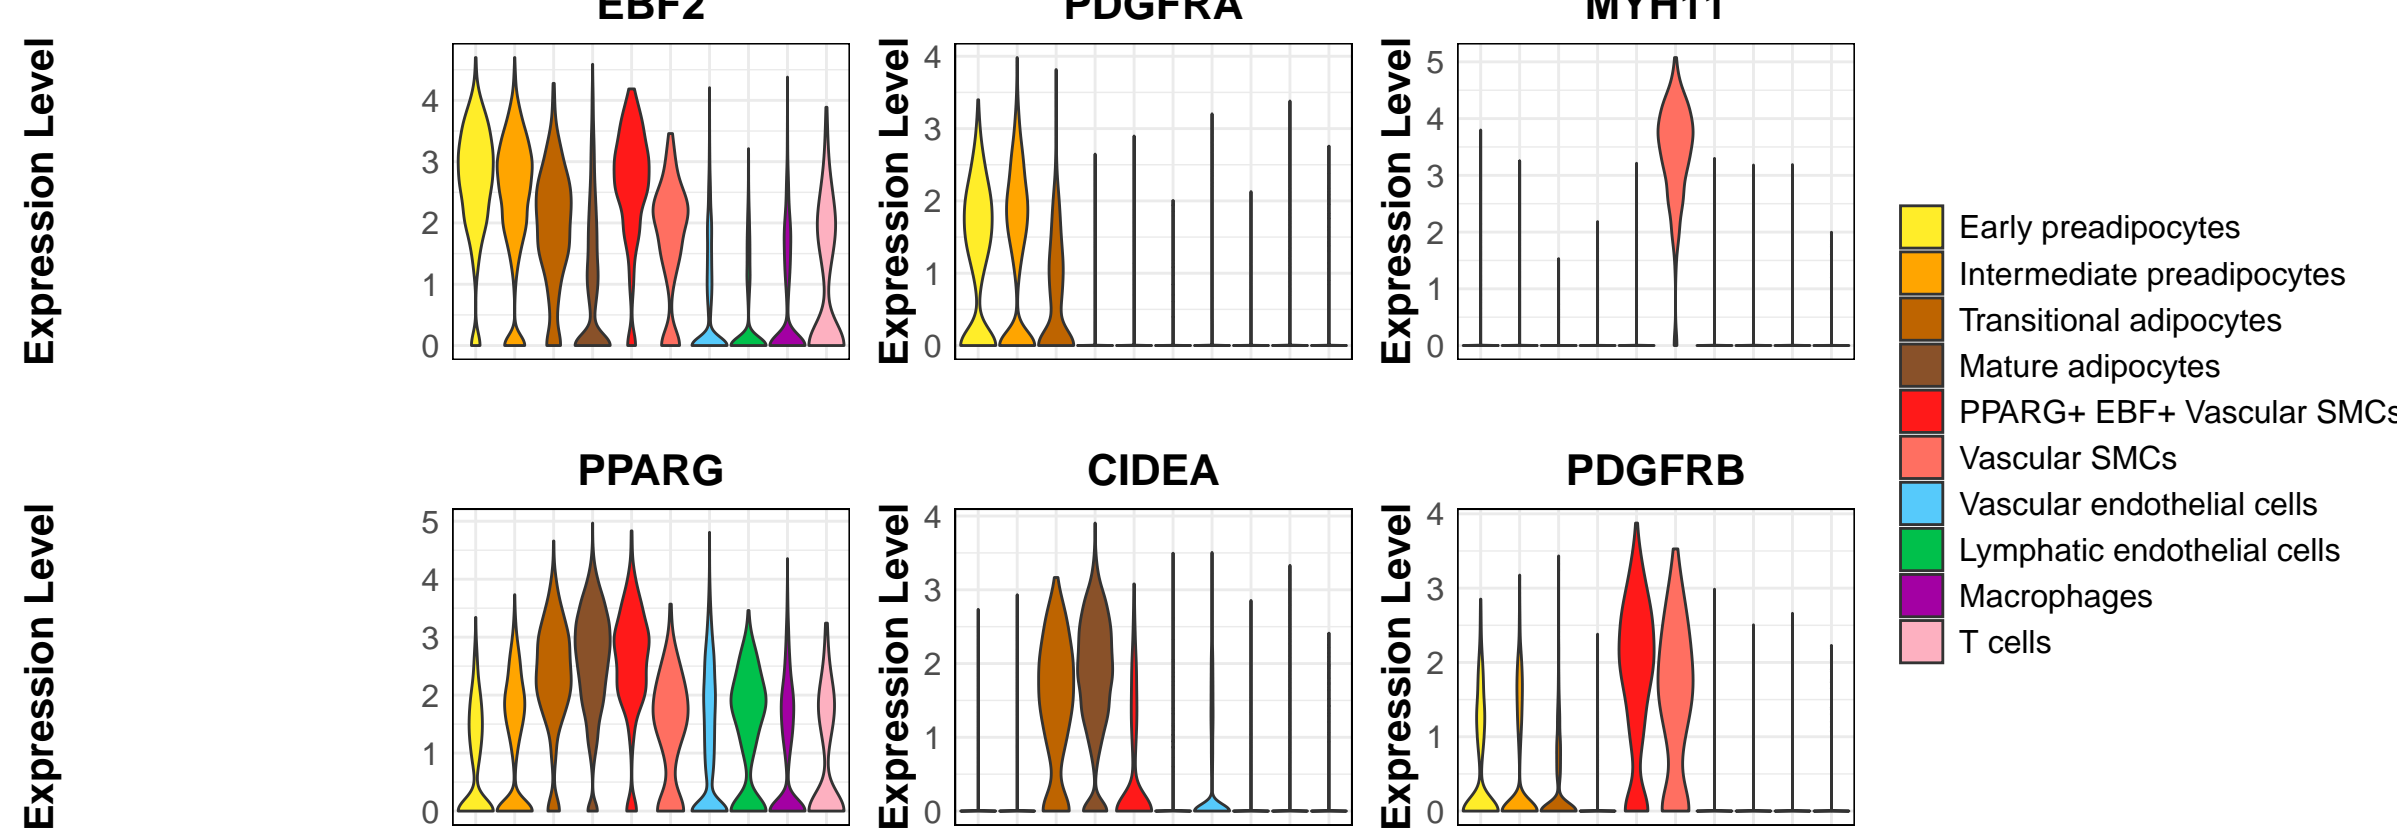 EBF2 PDGFRA MYH11
Expression Level
4
3
2
1
0
Expression Level
4
3
2
1
0
Expression Level
5
4
3
2
1
0
PPARG CIDEA PDGFRB
Expression Level
5
4
3
2
1
0
Expression Level
4
3
2
1
0
Expression Level
4
3
2
1
0
Early preadipocytes
Intermediate preadipocytes
Transitional adipocytes
Mature adipocytes
PPARG+ EBF+ Vascular SMCs
Vascular SMCs
Vascular endothelial cells
Lymphatic endothelial cells
Macrophages
T cells